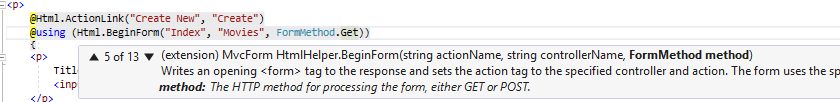 <p>
@Html.ActionLink("Create New", "Create")
@using (Html.BeginForm("Index", "Movies", FormMethod.Get))
{
<p>
▲ 5 of 13 ▼ (extension) MvcForm HtmlHelper.BeginForm(string actionName, string controllerName, FormMethod method)
Titl Writes an opening <form> tag to the response and sets the action tag to the specified controller and action. The form uses the sp
<inp method: The HTTP method for processing the form, either GET or POST.
</p>